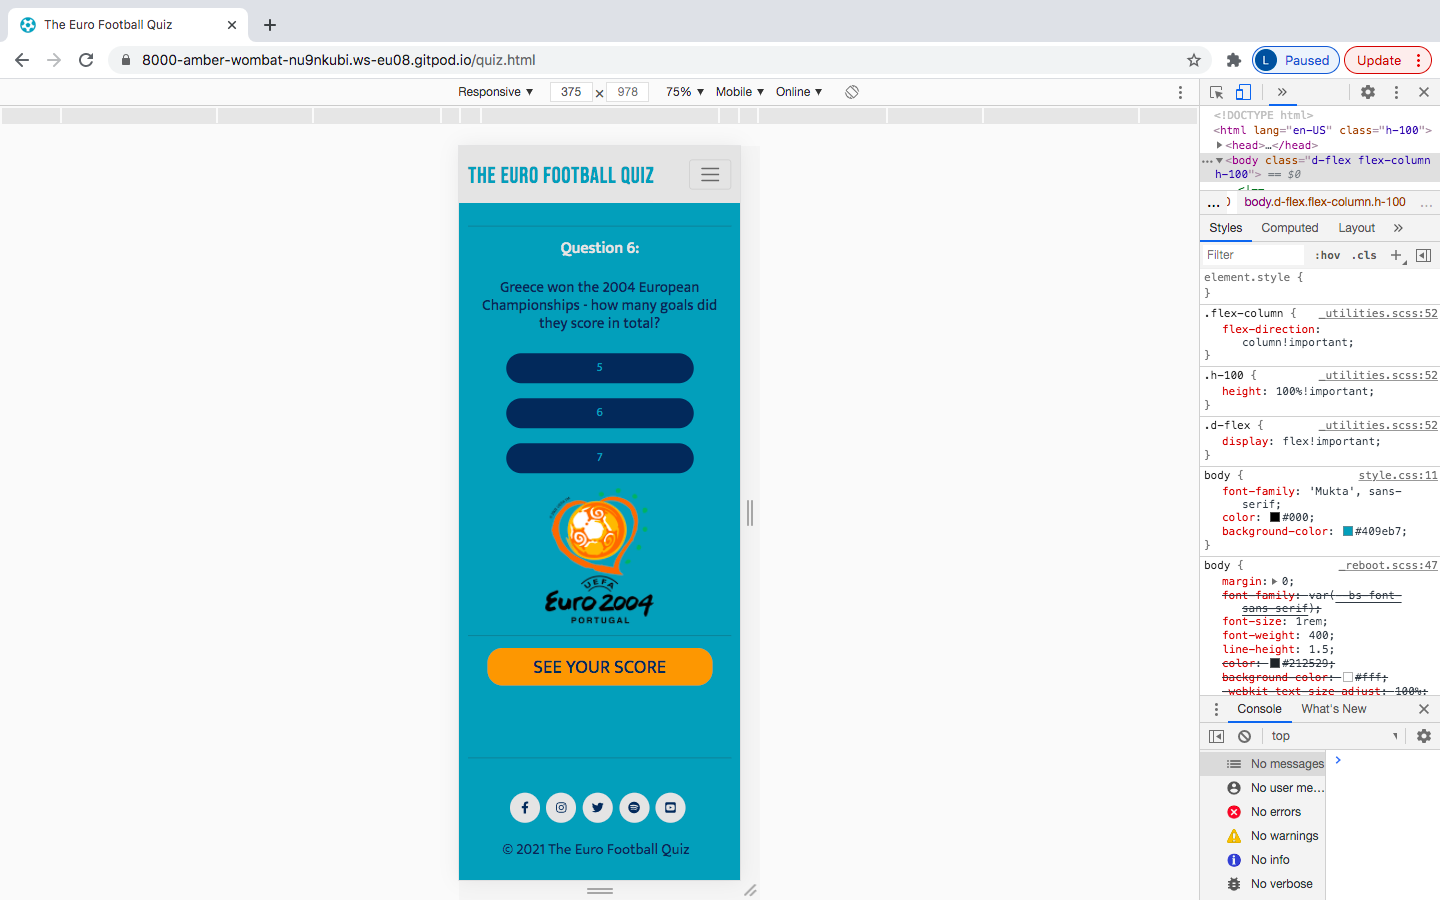 The Euro Football Quiz
8000-amber-wombat-nu9nkubi.ws-eu08.gitpod.io/quiz.html
L Paused
Update
Responsive ▼ 375 × 978 75% ▼ Mobile ▼ Online ▼
THE EURO FOOTBALL QUIZ
Question 6:
Greece won the 2004 European
Championships - how many goals did
they score in total?
5
6
7
UEFA
Euro 2004
PORTUGAL
SEE YOUR SCORE
© 2021 The Euro Football Quiz
<!DOCTYPE html>
<html lang="en-US" class="h-100">
▶<head>…</head>
…▼<body class="d-flex flex-column
h-100"> == $0
<!--
… body.d-flex.flex-column.h-100 …
Styles Computed Layout »
Filter :hov .cls +
element.style {
}
.flex-column { _utilities.scss:52
flex-direction:
column!important;
}
.h-100 { _utilities.scss:52
height: 100%!important;
}
.d-flex { _utilities.scss:52
display: flex!important;
}
body { style.css:11
font-family: 'Mukta', sans-
serif;
color: #000;
background-color: #409eb7;
}
body { _reboot.scss:47
margin: ▶ 0;
font-family: var(--bs-font-
sans-serif);
font-size: 1rem;
font-weight: 400;
line-height: 1.5;
color: #212529;
background-color: #fff;
-webkit-text-size-adjust: 100%;
Console What's New
top ▼
No messages
No user me…
No errors
No warnings
No info
No verbose